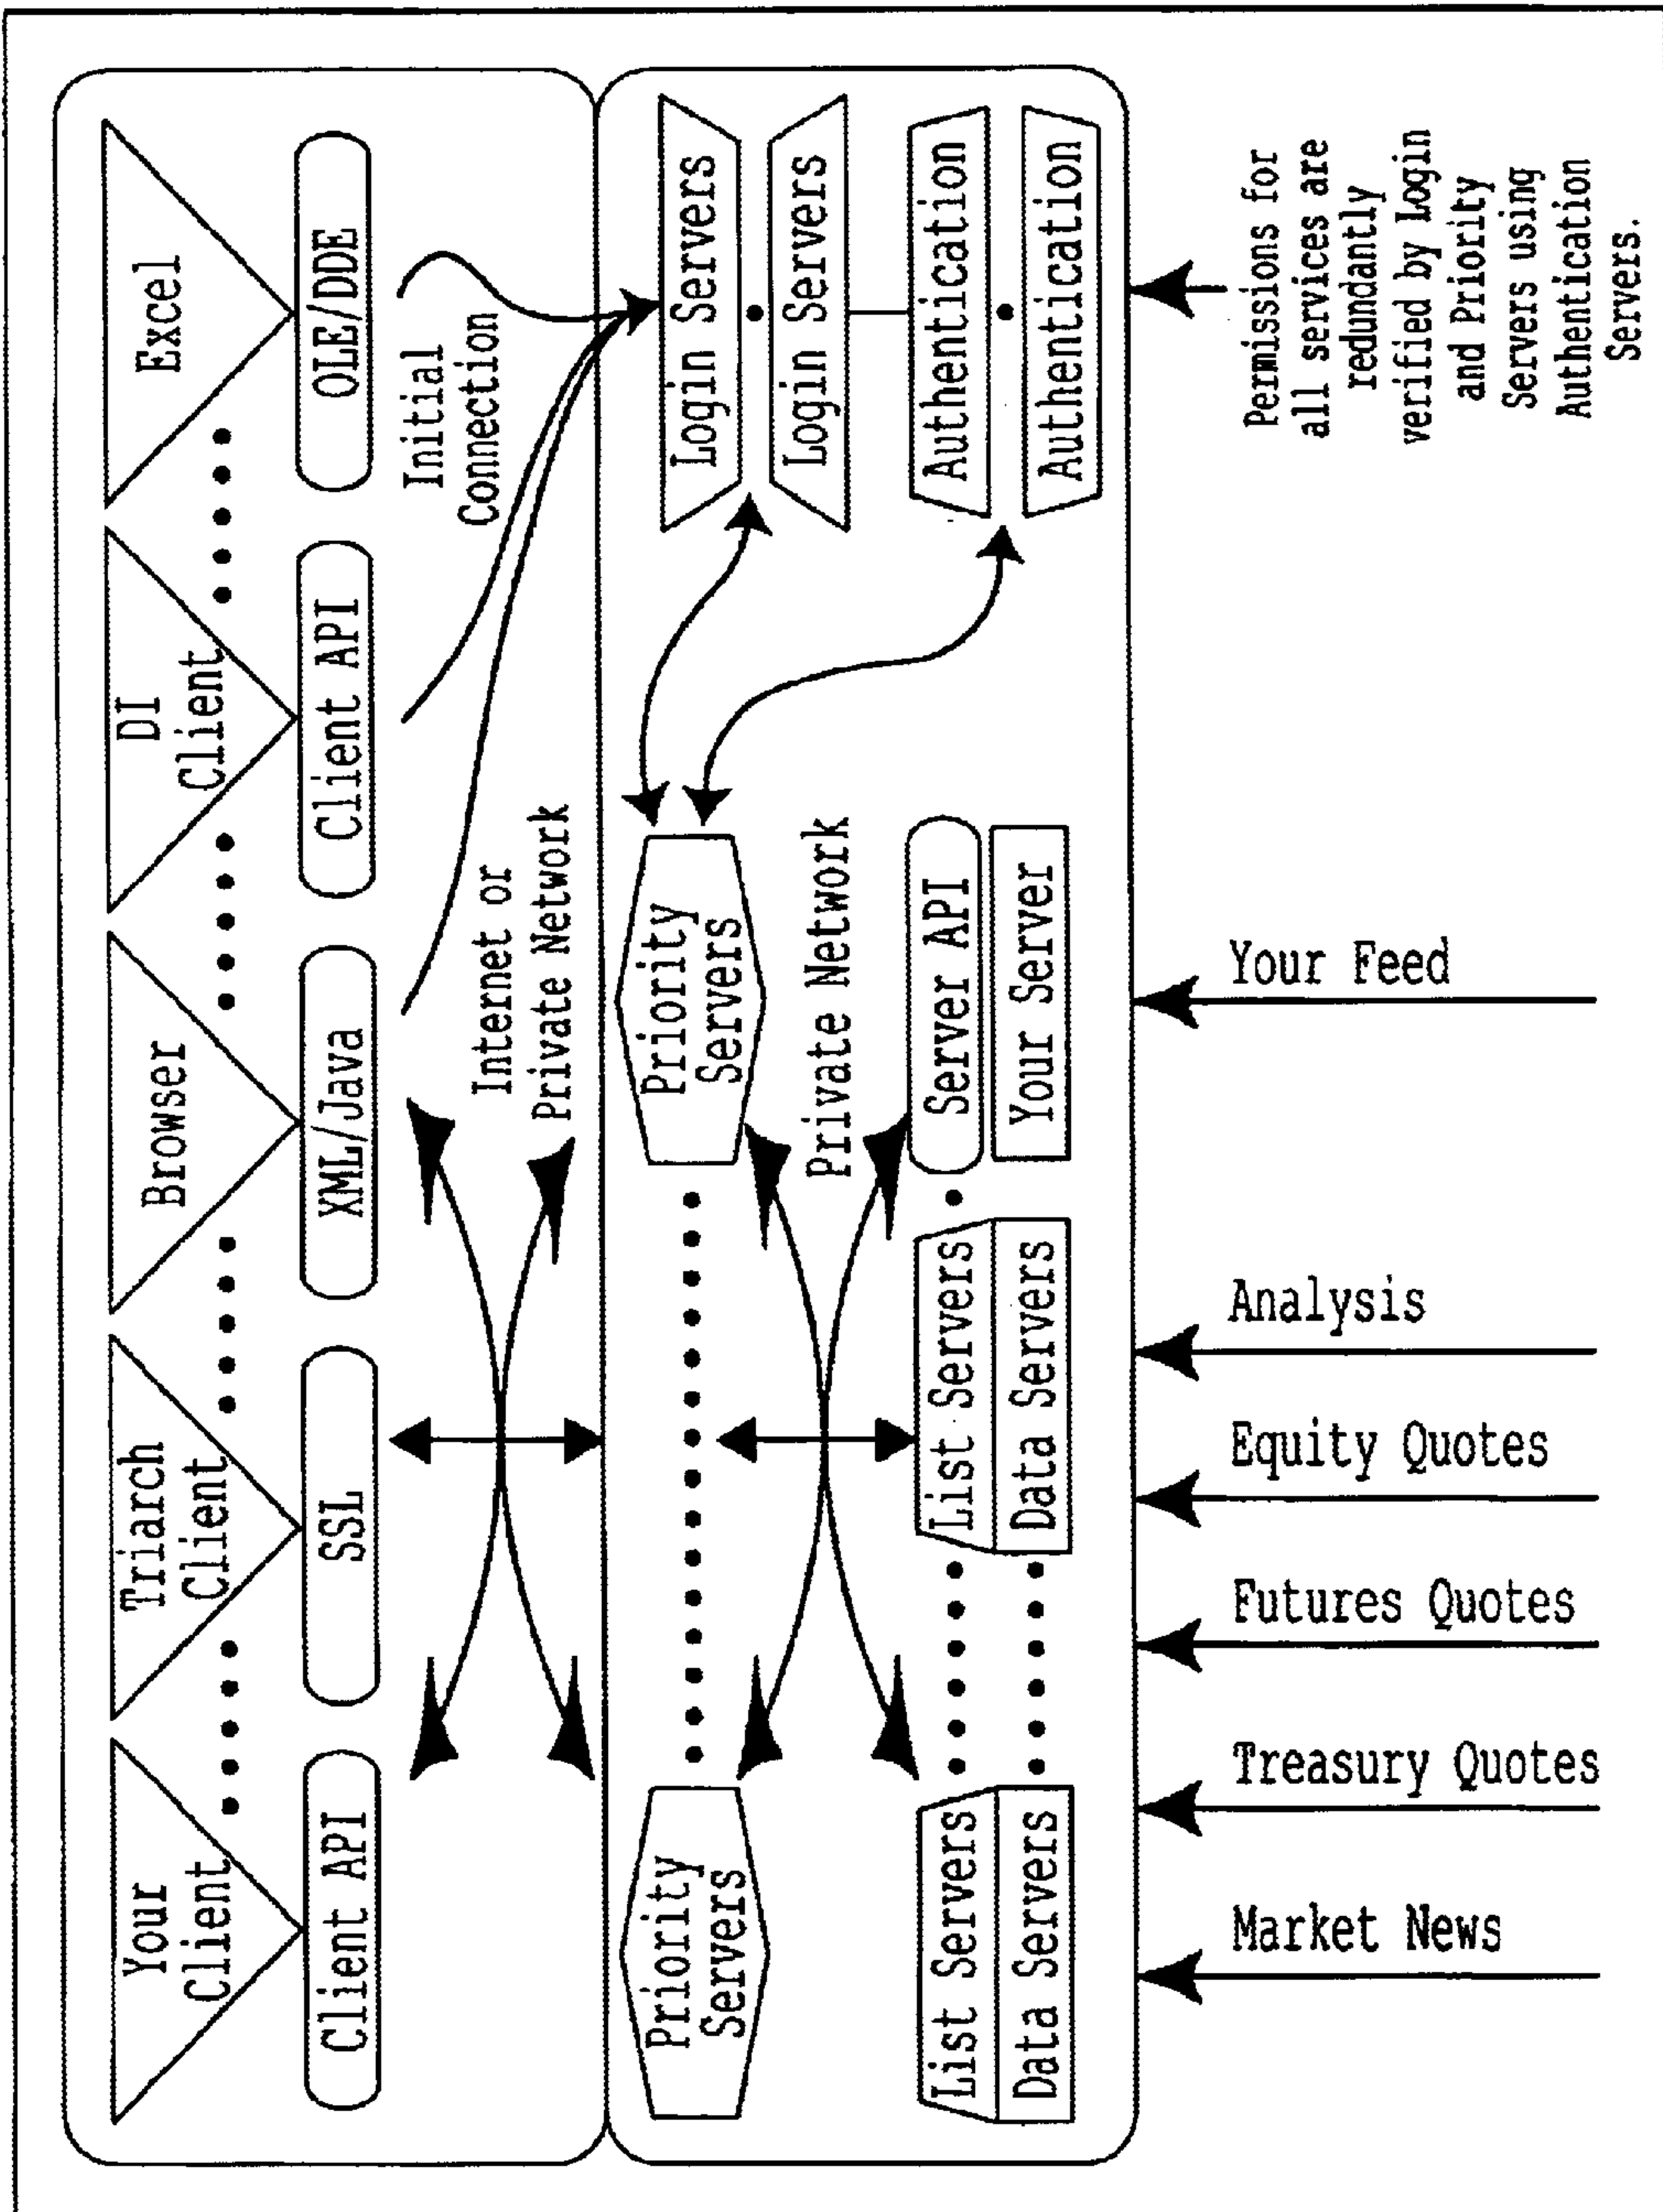 Your
Client
Triarch
Client
Browser
DI
Client
Excel
Client API
SSL
XML/Java
Client API
OLE/DDE
Initial
Connection
Internet or
Private Network
Priority
Servers
Priority
Servers
Login Servers
Login Servers
Private Network
List Servers
Data Servers
List Servers
Data Servers
Server API
Your Server
Authentication
Authentication
Market News
Treasury Quotes
Futures Quotes
Equity Quotes
Analysis
Your Feed
Permissions for
all services are
redundantly
verified by Login
and Priority
Servers using
Authentication
Servers.